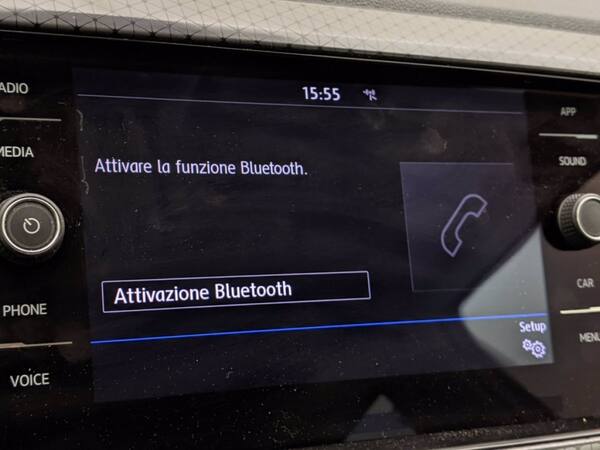 15:55
ADIO
APP
MEDIA
SOUND
Attivare la funzione Bluetooth.
Attivazione Bluetooth
CAR
PHONE
Setup
MENU
VOICE